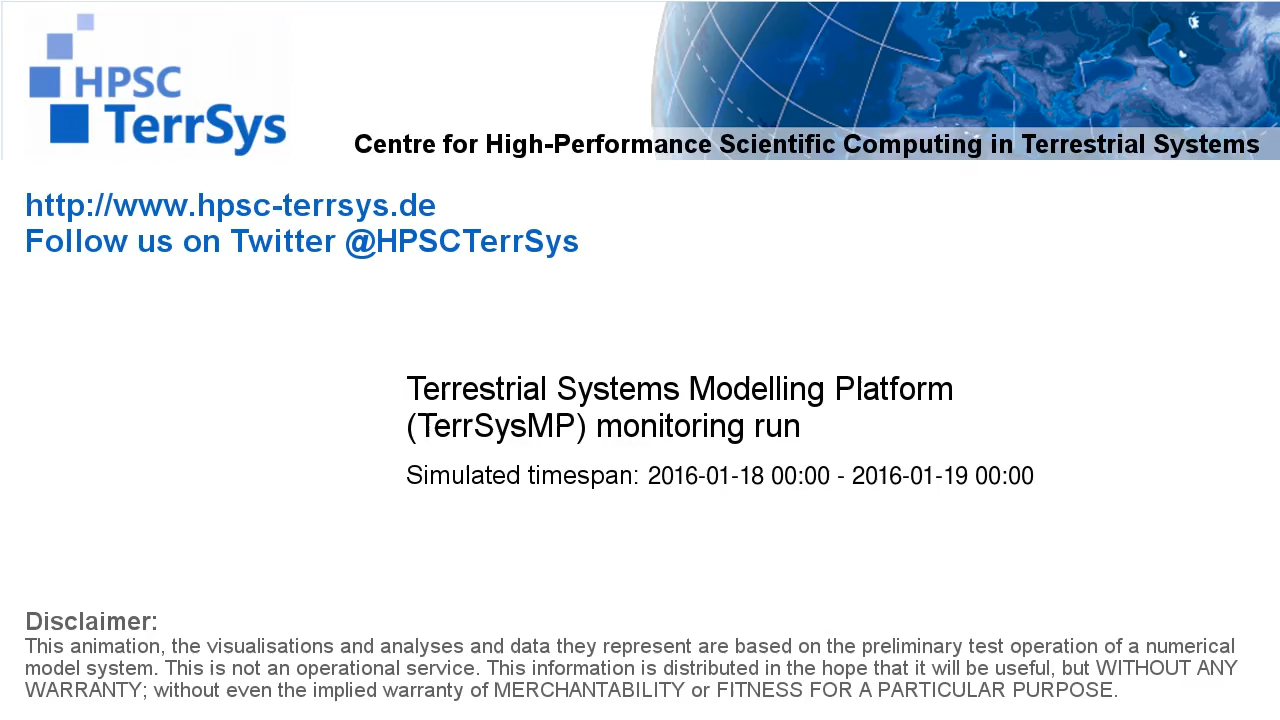 HPSC
TerrSys
Centre for High-Performance Scientific Computing in Terrestrial Systems
http://www.hpsc-terrsys.de
Follow us on Twitter @HPSCTerrSys
Terrestrial Systems Modelling Platform
(TerrSysMP) monitoring run
Simulated timespan: 2016-01-18 00:00 - 2016-01-19 00:00
Disclaimer:
This animation, the visualisations and analyses and data they represent are based on the preliminary test operation of a numerical
model system. This is not an operational service. This information is distributed in the hope that it will be useful, but WITHOUT ANY
WARRANTY; without even the implied warranty of MERCHANTABILITY or FITNESS FOR A PARTICULAR PURPOSE.